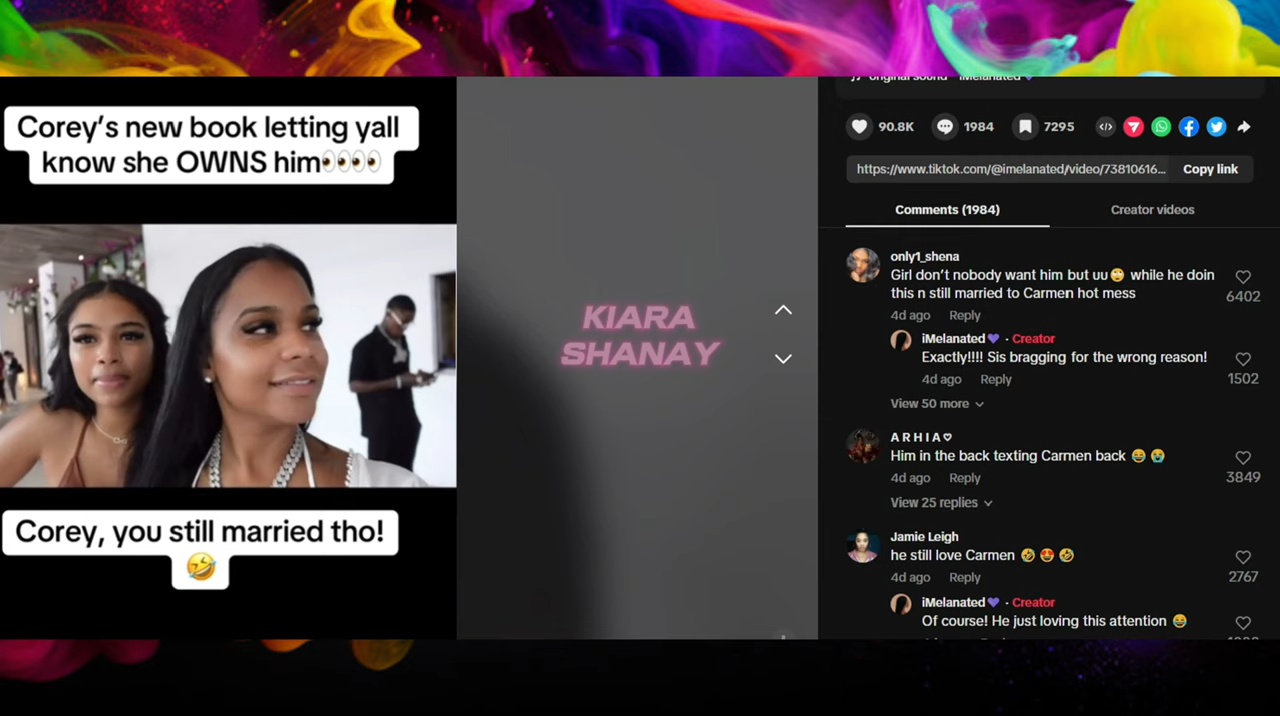 Corey’s new book letting yall
know she OWNS him👀👀
Corey, you still married tho!
🤣
KIARA
SHANAY
original sound - iMelanated💜
90.8K
1984
7295
https://www.tiktok.com/@imelanated/video/73810616...
Copy link
Comments (1984)
Creator videos
only1_shena
Girl don’t nobody want him but uu🙄 while he doin
this n still married to Carmen hot mess
6402
4d ago Reply
iMelanated💜 · Creator
Exactly!!!! Sis bragging for the wrong reason!
1502
4d ago Reply
View 50 more
A R H I A♡
Him in the back texting Carmen back 😂 😭
3849
4d ago Reply
View 25 replies
Jamie Leigh
he still love Carmen 🤣 😍 🤣
2767
4d ago Reply
iMelanated💜 · Creator
Of course! He just loving this attention 😂